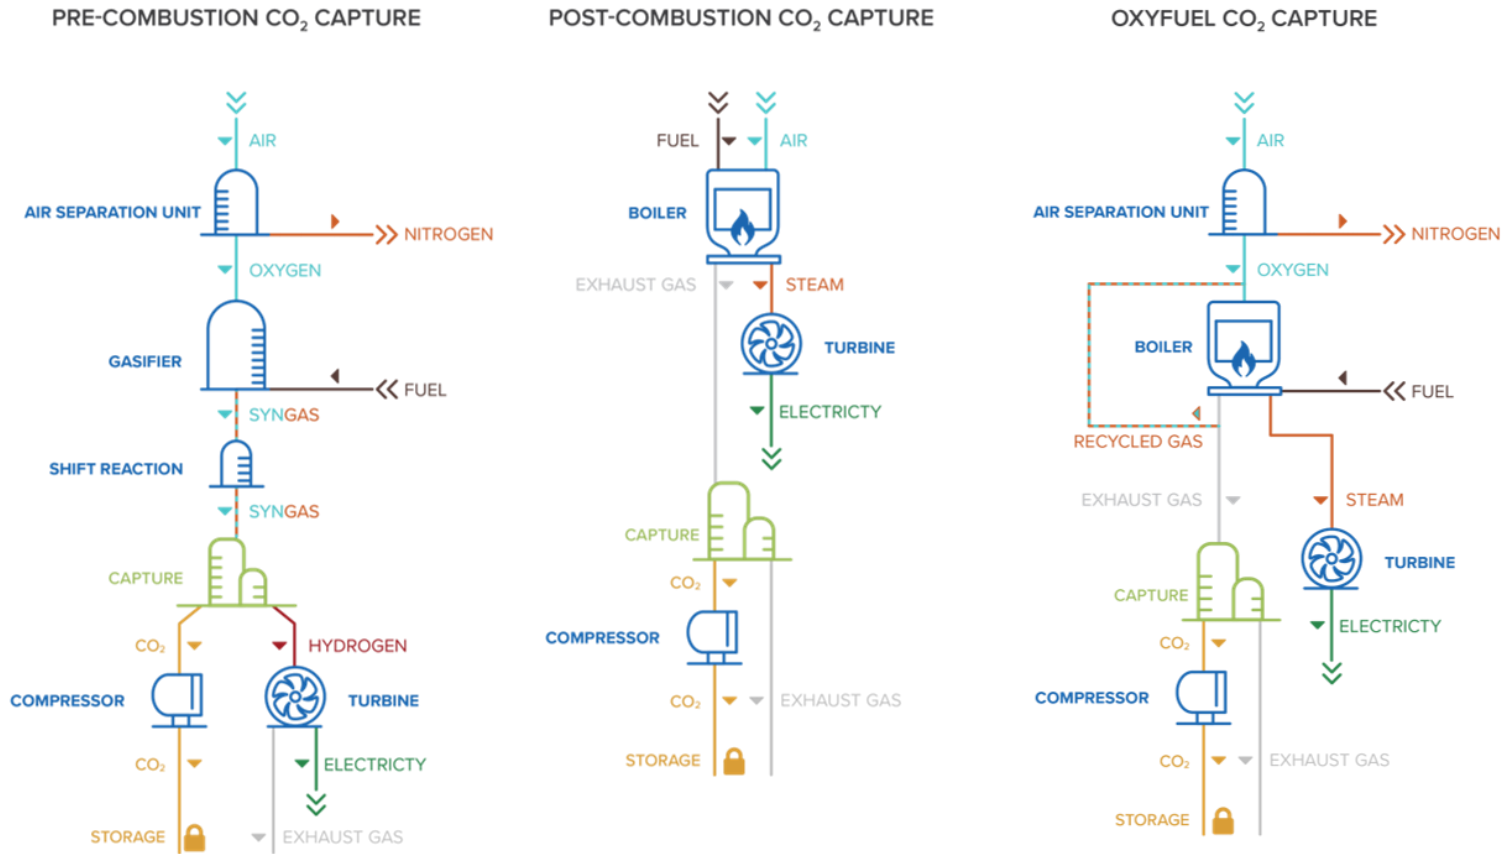 PRE-COMBUSTION CO₂ CAPTURE
AIR
AIR SEPARATION UNIT
NITROGEN
OXYGEN
GASIFIER
FUEL
SYNGAS
SHIFT REACTION
SYNGAS
CAPTURE
CO₂
HYDROGEN
COMPRESSOR
TURBINE
CO₂
ELECTRICTY
STORAGE
EXHAUST GAS
POST-COMBUSTION CO₂ CAPTURE
FUEL
AIR
BOILER
EXHAUST GAS
STEAM
TURBINE
ELECTRICTY
CAPTURE
CO₂
COMPRESSOR
CO₂
EXHAUST GAS
STORAGE
OXYFUEL CO₂ CAPTURE
AIR
AIR SEPARATION UNIT
NITROGEN
OXYGEN
BOILER
FUEL
RECYCLED GAS
EXHAUST GAS
STEAM
TURBINE
CAPTURE
ELECTRICTY
CO₂
COMPRESSOR
CO₂
EXHAUST GAS
STORAGE